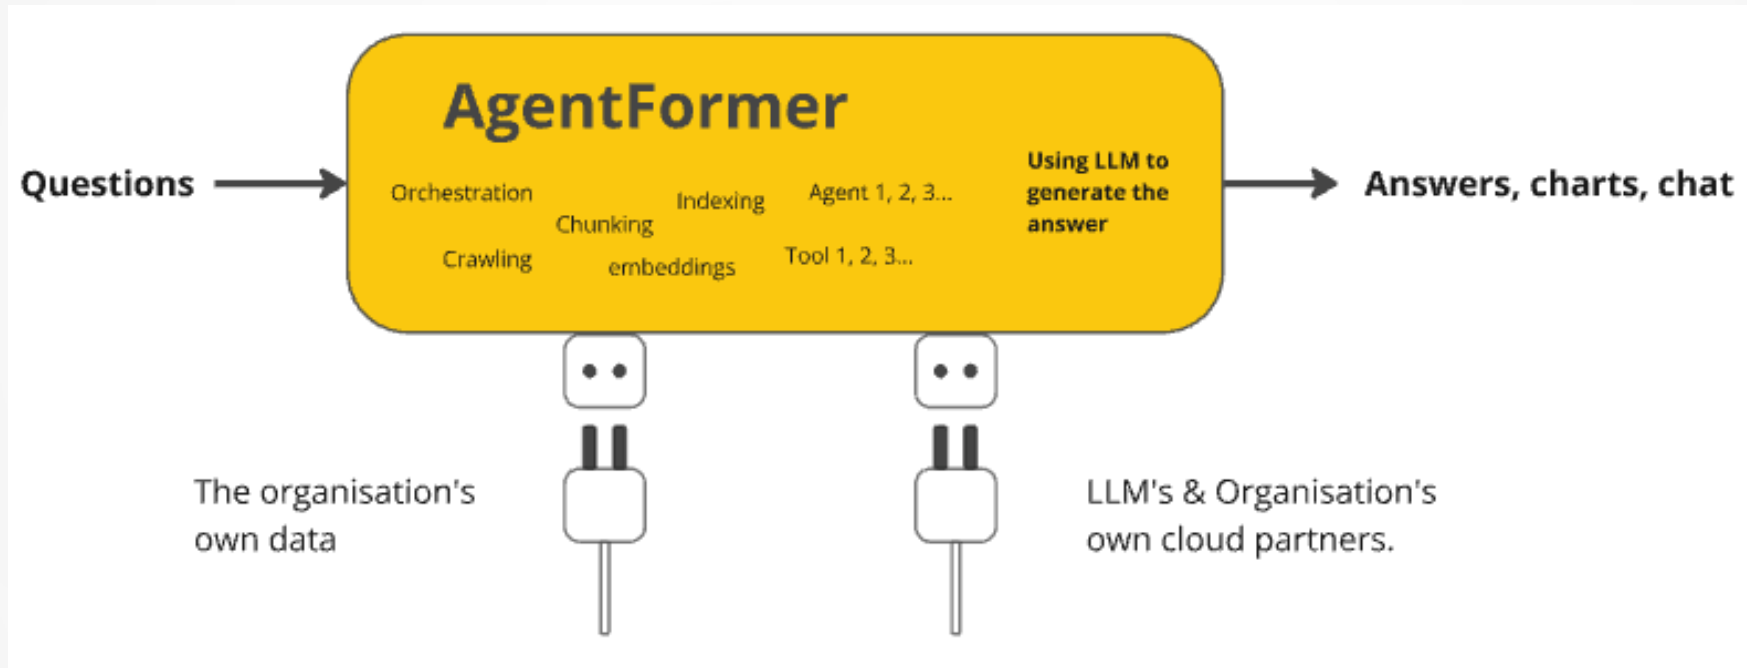 AgentFormer
Questions
Orchestration
Chunking
Indexing
Agent 1, 2, 3...
Crawling
embeddings
Tool 1, 2, 3...
Using LLM to
generate the
answer
Answers, charts, chat
The organisation's
own data
LLM's & Organisation's
own cloud partners.